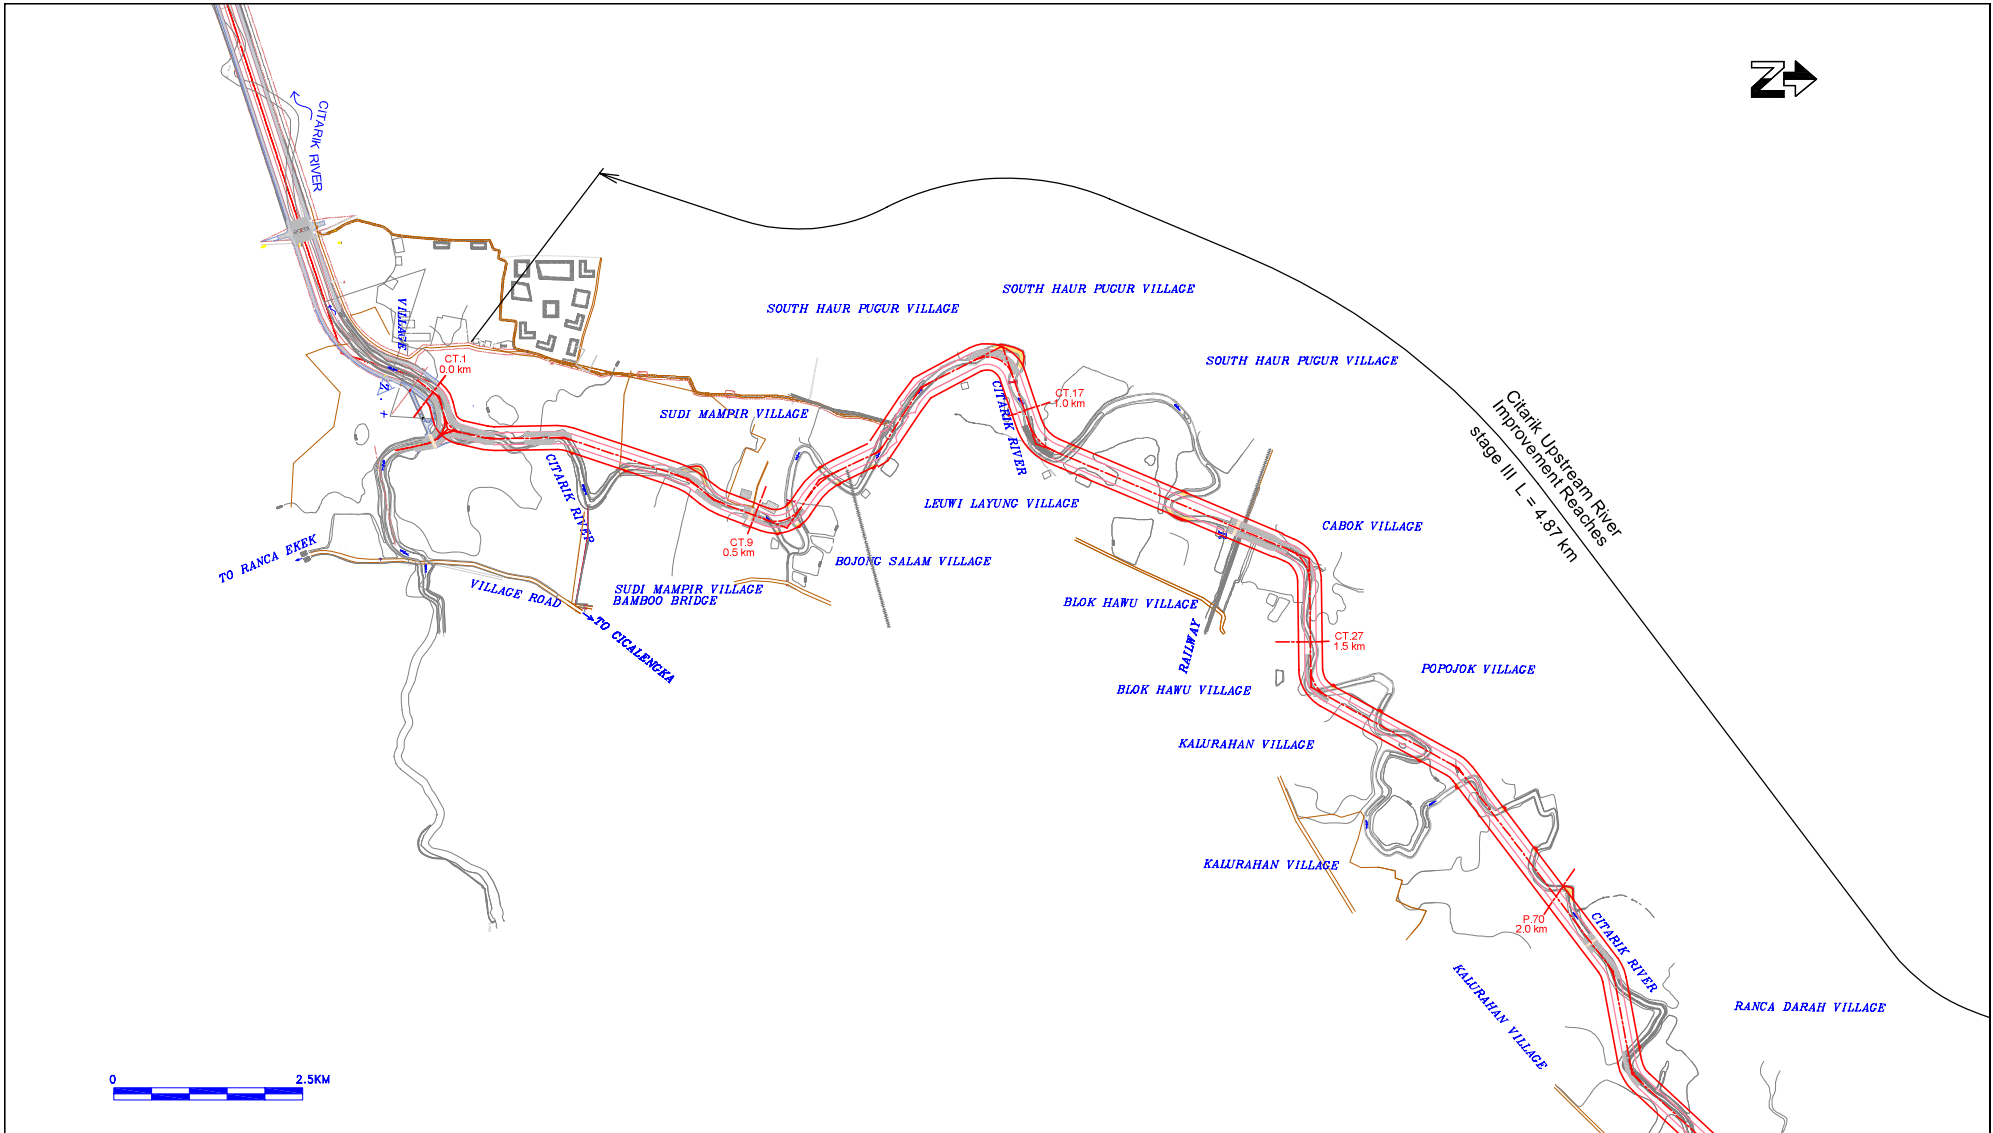 Z
CITARIK RIVER
VILLAGE
CT.1
0.0 km
SOUTH HAUR PUGUR VILLAGE
SOUTH HAUR PUGUR VILLAGE
SOUTH HAUR PUGUR VILLAGE
Citarik Upstream River
Improvement Reaches
stage III L = 4.87 km
SUDI MAMPIR VILLAGE
CITARIK RIVER
CT.17
1.0 km
CITARIK RIVER
LEUWI LAYUNG VILLAGE
CABOK VILLAGE
CT.9
0.5 km
BOJONG SALAM VILLAGE
TO RANCA EKEK
VILLAGE ROAD
SUDI MAMPIR VILLAGE
BAMBOO BRIDGE
TO CICALENGKA
BLOK HAWU VILLAGE
RAILWAY
CT.27
1.5 km
BLOK HAWU VILLAGE
POPOJOK VILLAGE
KALURAHAN VILLAGE
KALURAHAN VILLAGE
P.70
2.0 km
CITARIK RIVER
KALURAHAN VILLAGE
RANCA DARAH VILLAGE
0 2.5KM